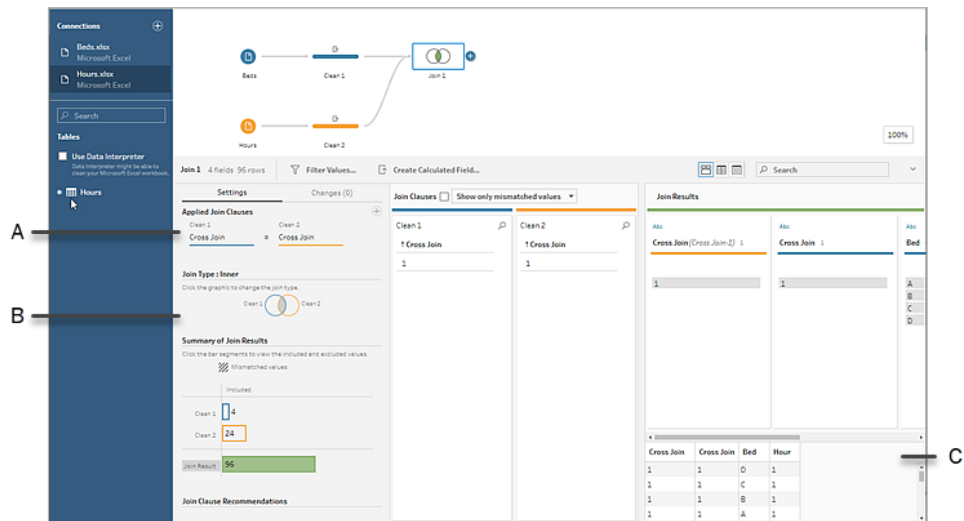 Connections
Beds.xlsx
Microsoft Excel
Hours.xlsx
Microsoft Excel
Search
Tables
Use Data Interpreter
Data Interpreter might be able to
clean your Microsoft Excel workbook.
Hours
Beds
Clean 1
Join 1
Hours
Clean 2
100%
Join 1 4 fields 96 rows
Filter Values...
Create Calculated Field...
Search
Settings
Changes (0)
Applied Join Clauses
Clean 1
Clean 2
Cross Join = Cross Join
Join Type : Inner
Click the graphic to change the join type.
Clean 1
Clean 2
Summary of Join Results
Click the bar segments to view the included and excluded values.
Mismatched values
Included
Clean 1 4
Clean 2 24
Join Result 96
Join Clause Recommendations
Join Clauses
Show only mismatched values
Clean 1
Cross Join
1
Clean 2
Cross Join
1
Join Results
Abc
Cross Join(Cross Join-1)
1
Abc
Cross Join
1
Abc
Bed
A
B
C
D
Cross Join Cross Join Bed Hour
1 1 D 1
1 1 C 1
1 1 B 1
1 1 A 1
A
B
C